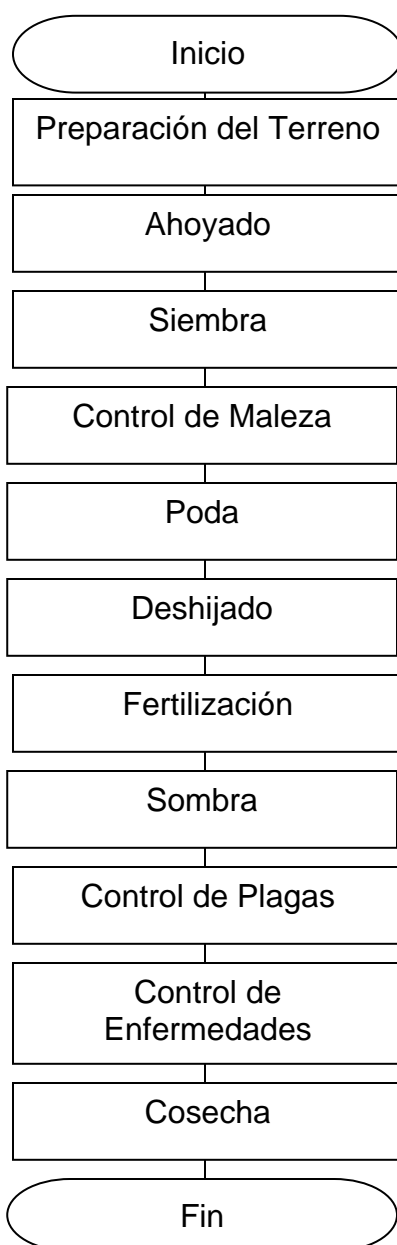 Inicio
Preparación del Terreno
Ahoyado
Siembra
Control de Maleza
Poda
Deshijado
Fertilización
Sombra
Control de Plagas
Control de
Enfermedades
Cosecha
Fin